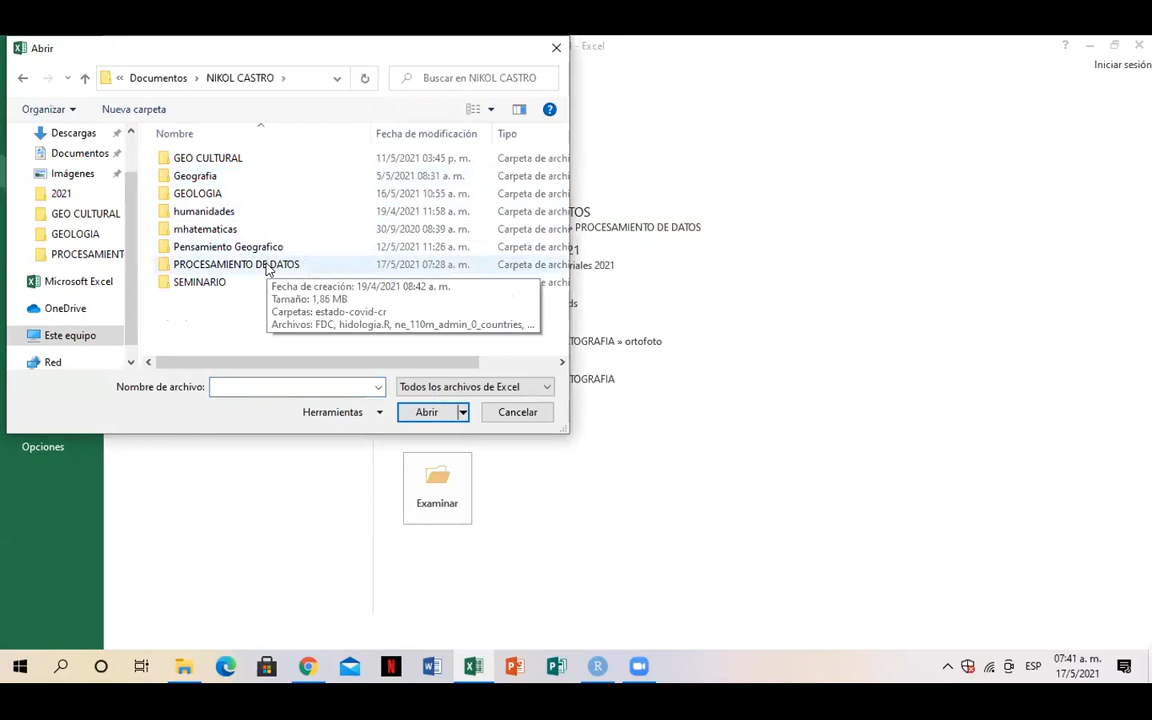 Abrir
- Excel
Iniciar sesión
« Documentos › NIKOL CASTRO ›
Buscar en NIKOL CASTRO
Organizar
Nueva carpeta
Nombre
Fecha de modificación
Tipo
Descargas
Documentos
Imágenes
2021
GEO CULTURAL
GEOLOGIA
PROCESAMIENT
Microsoft Excel
OneDrive
Este equipo
Red
GEO CULTURAL 11/5/2021 03:45 p. m. Carpeta de archi
Geografia 5/5/2021 08:31 a. m. Carpeta de archi
GEOLOGIA 16/5/2021 10:55 a. m. Carpeta de archi
humanidades 19/4/2021 11:58 a. m. Carpeta de archi
mhatematicas 30/9/2020 08:39 a. m. Carpeta de archi
Pensamiento Geografico 12/5/2021 11:26 a. m. Carpeta de archi
PROCESAMIENTO DE DATOS 17/5/2021 07:28 a. m. Carpeta de archi
SEMINARIO de archi
Fecha de creación: 19/4/2021 08:42 a. m.
Tamaño: 1,86 MB
Carpetas: estado-covid-cr
Archivos: FDC, hidologia.R, ne_110m_admin_0_countries, ...
Nombre de archivo:
Todos los archivos de Excel
Herramientas
Abrir
Cancelar
TOS
» PROCESAMIENTO DE DATOS
21
riales 2021
ds
TOGRAFIA » ortofoto
TOGRAFIA
Opciones
Examinar
ESP
07:41 a. m.
17/5/2021